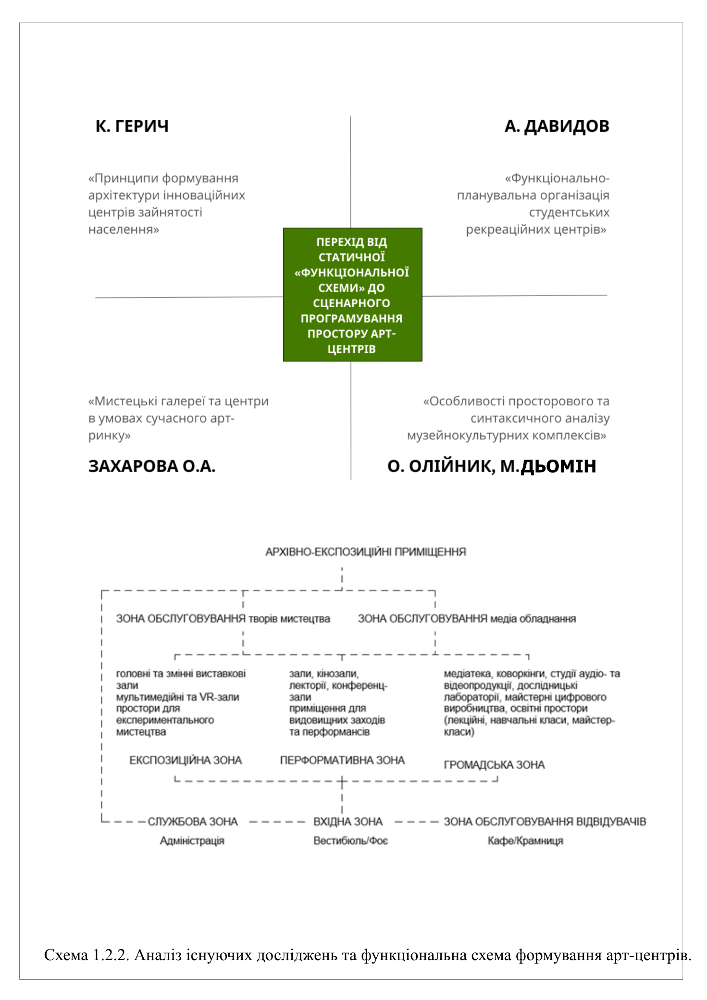 К. ГЕРИЧ
А. ДАВИДОВ
«Принципи формування
архітектури інноваційних
центрів зайнятості
населення»
«Функціонально-
планувальна організація
студентських
рекреаційних центрів»
ПЕРЕХІД ВІД
СТАТИЧНОЇ
«ФУНКЦІОНАЛЬНОЇ
СХЕМИ» ДО
СЦЕНАРНОГО
ПРОГРАМУВАННЯ
ПРОСТОРУ АРТ-
ЦЕНТРІВ
«Мистецькі галереї та центри
в умовах сучасного арт-
ринку»
ЗАХАРОВА О.А.
«Особливості просторового та
синтаксичного аналізу
музейнокультурних комплексів»
О. ОЛІЙНИК, М.ДЬОМІН
АРХІВНО-ЕКСПОЗИЦІЙНІ ПРИМІЩЕННЯ
ЗОНА ОБСЛУГОВУВАННЯ творів мистецтва
ЗОНА ОБСЛУГОВУВАННЯ медіа обладнання
головні та змінні виставкові
зали
мультимедійні та VR-зали
простори для
експериментального
мистецтва
ЕКСПОЗИЦІЙНА ЗОНА
зали, кінозали,
лекторії, конференц-
зали
приміщення для
видовищних заходів
та перформансів
ПЕРФОРМАТИВНА ЗОНА
медіатека, коворкінги, студії аудіо- та
відеопродукції, дослідницькі
лабораторії, майстерні цифрового
виробництва, освітні простори
(лекційні, навчальні класи, майстер-
класи)
ГРОМАДСЬКА ЗОНА
СЛУЖБОВА ЗОНА
Адміністрація
ВХІДНА ЗОНА
Вестибюль/Фоє
ЗОНА ОБСЛУГОВУВАННЯ ВІДВІДУВАЧІВ
Кафе/Крамниця
Схема 1.2.2. Аналіз існуючих досліджень та функціональна схема формування арт-центрів.